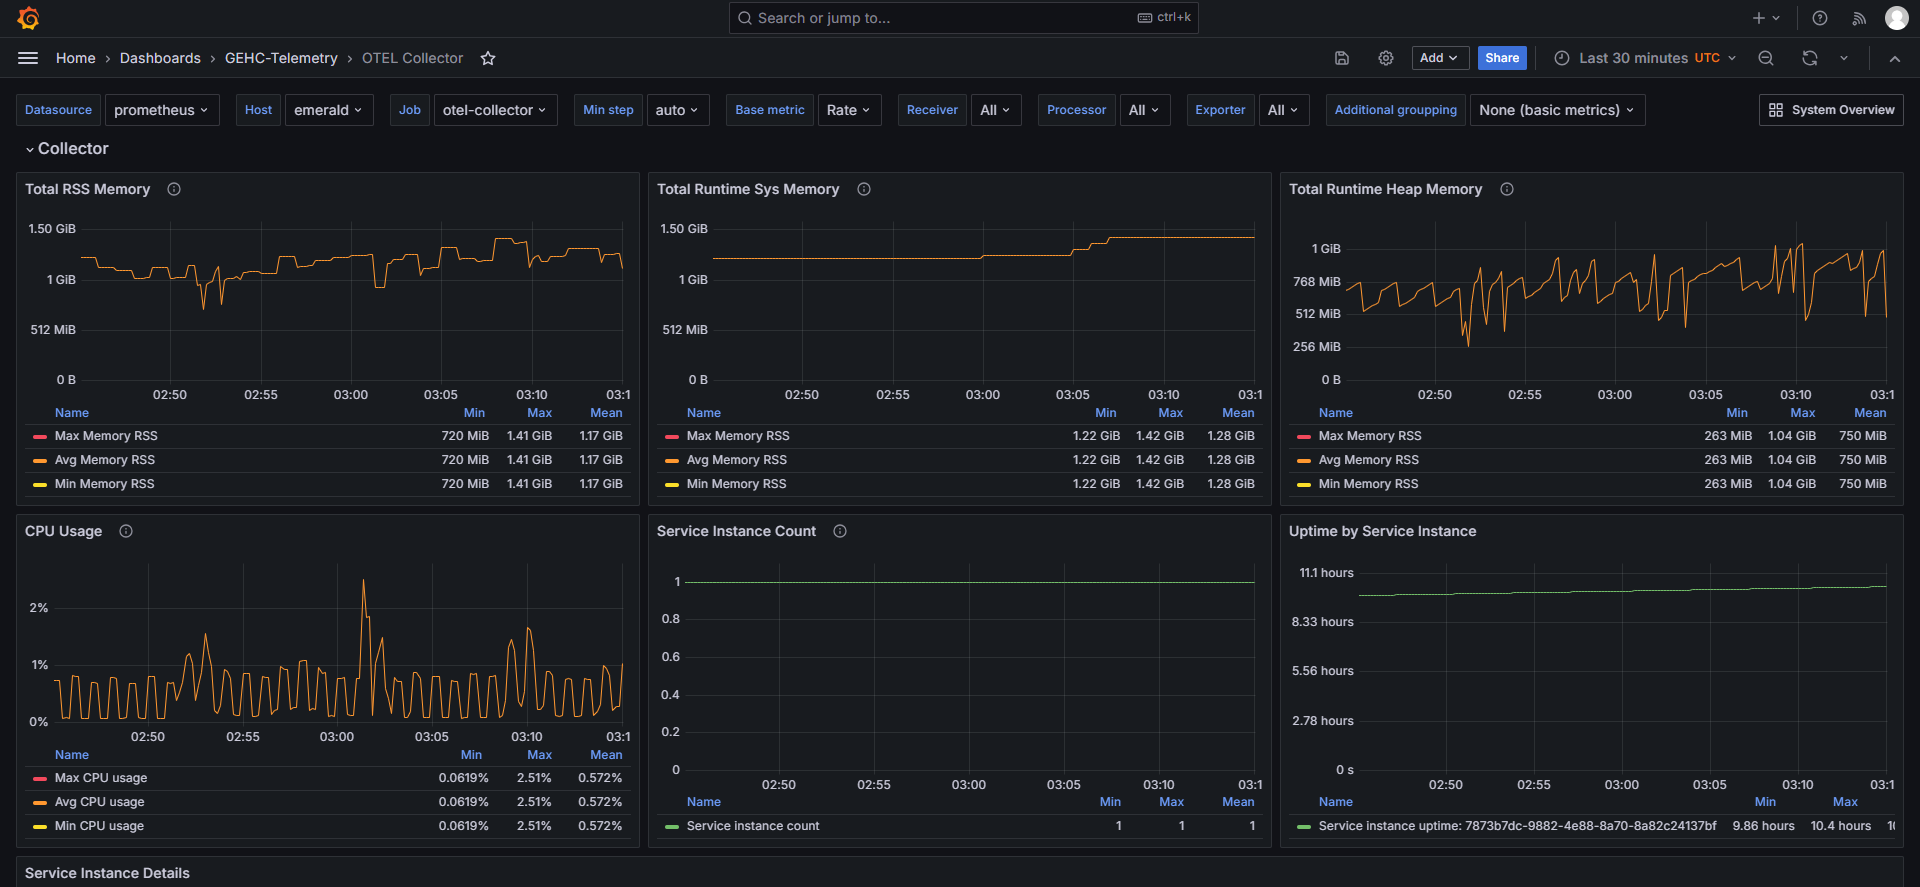 Search or jump to... ctrl+k
Home › Dashboards › GEHC-Telemetry › OTEL Collector
Add Share Last 30 minutes UTC
Datasource prometheus Host emerald Job otel-collector Min step auto Base metric Rate Receiver All Processor All Exporter All Additional groupping None (basic metrics) System Overview
Collector
Total RSS Memory
1.50 GiB
1 GiB
512 MiB
0 B
02:50 02:55 03:00 03:05 03:10 03:1
Name Min Max Mean
Max Memory RSS 720 MiB 1.41 GiB 1.17 GiB
Avg Memory RSS 720 MiB 1.41 GiB 1.17 GiB
Min Memory RSS 720 MiB 1.41 GiB 1.17 GiB
Total Runtime Sys Memory
1.50 GiB
1 GiB
512 MiB
0 B
02:50 02:55 03:00 03:05 03:10 03:1
Name Min Max Mean
Max Memory RSS 1.22 GiB 1.42 GiB 1.28 GiB
Avg Memory RSS 1.22 GiB 1.42 GiB 1.28 GiB
Min Memory RSS 1.22 GiB 1.42 GiB 1.28 GiB
Total Runtime Heap Memory
1 GiB
768 MiB
512 MiB
256 MiB
0 B
02:50 02:55 03:00 03:05 03:10 03:1
Name Min Max Mean
Max Memory RSS 263 MiB 1.04 GiB 750 MiB
Avg Memory RSS 263 MiB 1.04 GiB 750 MiB
Min Memory RSS 263 MiB 1.04 GiB 750 MiB
CPU Usage
2%
1%
0%
02:50 02:55 03:00 03:05 03:10 03:1
Name Min Max Mean
Max CPU usage 0.0619% 2.51% 0.572%
Avg CPU usage 0.0619% 2.51% 0.572%
Min CPU usage 0.0619% 2.51% 0.572%
Service Instance Count
1
0.8
0.6
0.4
0.2
0
02:50 02:55 03:00 03:05 03:10 03:1
Name Min Max Mean
Service instance count 1 1 1
Uptime by Service Instance
11.1 hours
8.33 hours
5.56 hours
2.78 hours
0 s
02:50 02:55 03:00 03:05 03:10 03:1
Name Min Max
Service instance uptime: 7873b7dc-9882-4e88-8a70-8a82c24137bf 9.86 hours 10.4 hours
Service Instance Details